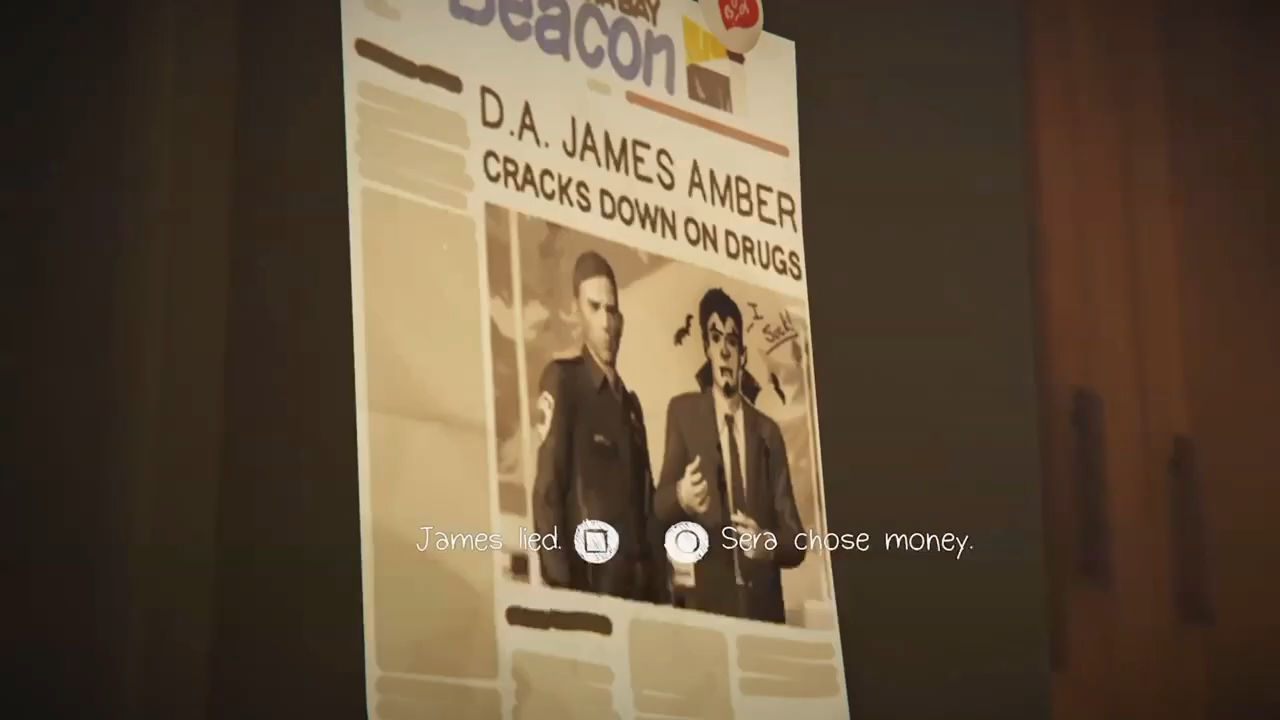 BAY
Beacon
D.A. JAMES AMBER
CRACKS DOWN ON DRUGS
I
Suck!
James lied.
Sera chose money.